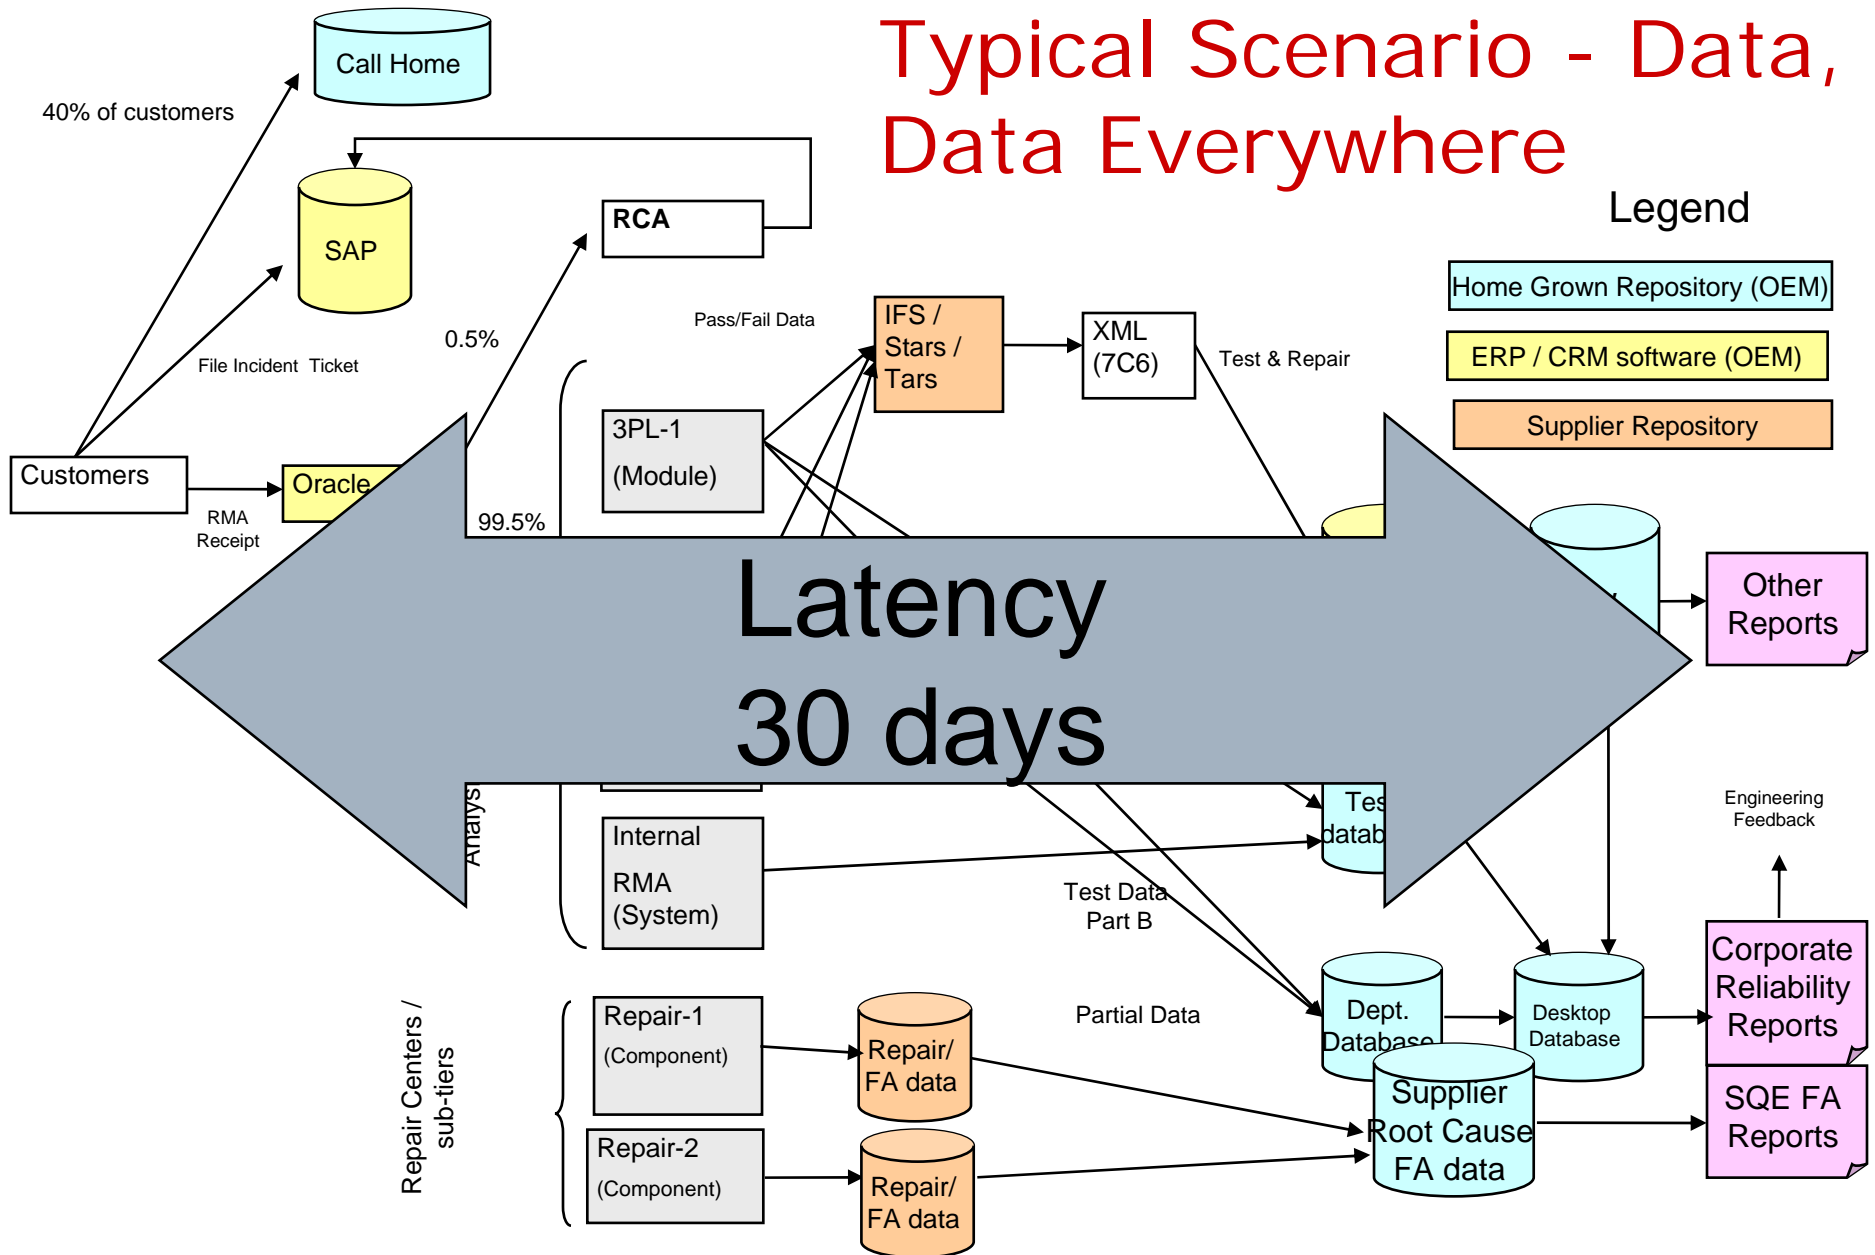 Typical Scenario - Data,
Data Everywhere
Call Home
40% of customers
SAP
RCA
Legend
Home Grown Repository (OEM)
ERP / CRM software (OEM)
Supplier Repository
0.5%
Pass/Fail Data
IFS /
Stars /
Tars
XML
(7C6)
Test & Repair
File Incident Ticket
3PL-1
(Module)
Customers
Oracle
RMA
Receipt
99.5%
Latency
30 days
Other
Reports
Analysis
Internal
RMA
(System)
Engineering
Feedback
Test Data
Part B
Partial Data
Dept.
Database
Desktop
Database
Corporate
Reliability
Reports
Repair Centers /
sub-tiers
Repair-1
(Component)
Repair/
FA data
Supplier
Root Cause
FA data
SQE FA
Reports
Repair-2
(Component)
Repair/
FA data